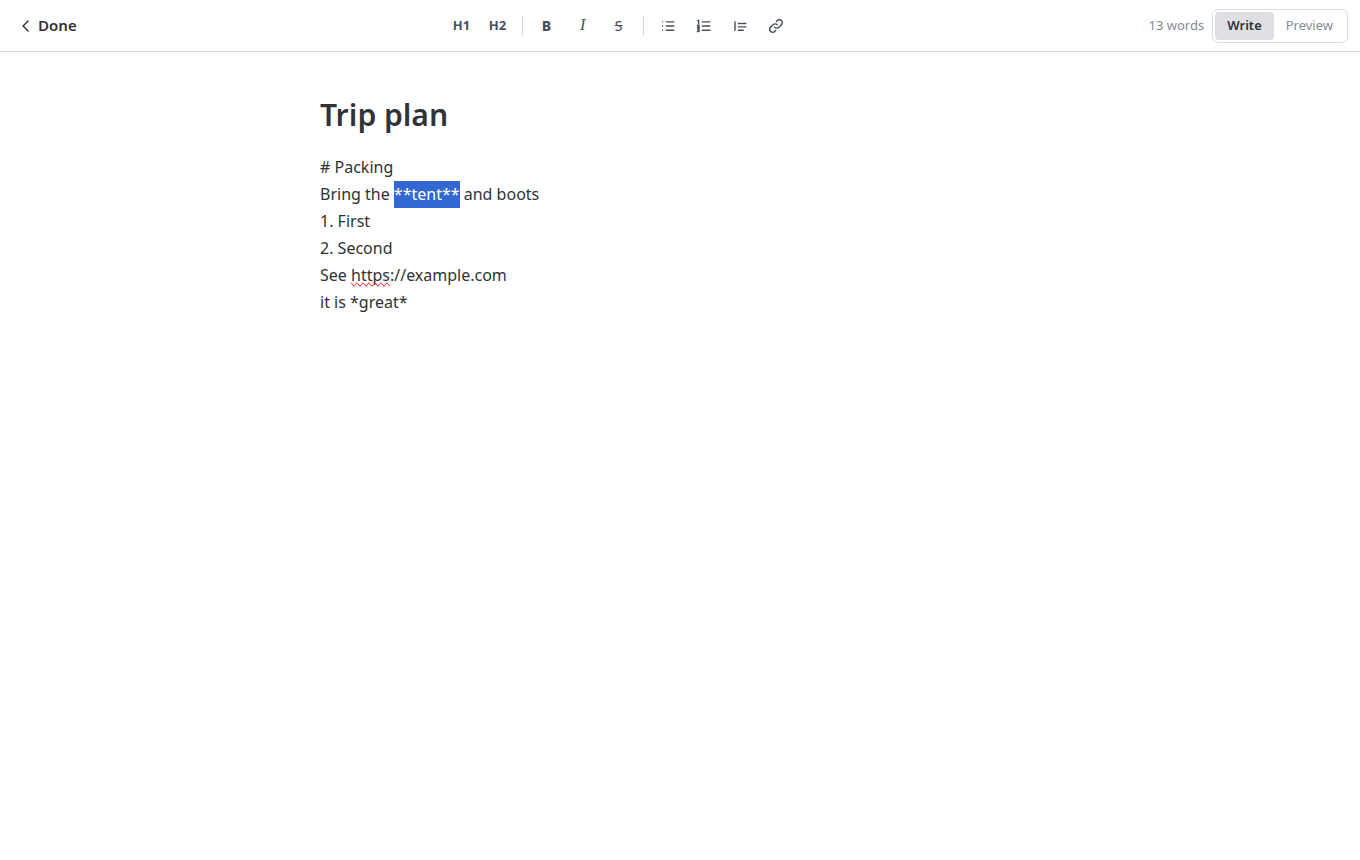 Done H1 H2 B I S 13 words Write Preview
Trip plan
# Packing
Bring the **tent** and boots
1. First
2. Second
See https://example.com
it is *great*